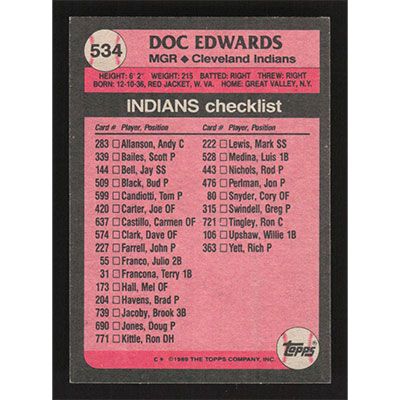 534
DOC EDWARDS
MGR ◆ Cleveland Indians
HEIGHT: 6' 2" WEIGHT: 215 BATTED: RIGHT THREW: RIGHT
BORN: 12-10-36, RED JACKET, W. VA. HOME: GREAT VALLEY, N.Y.
INDIANS checklist
Card # Player, Position
283 □ Allanson, Andy C
339 □ Bailes, Scott P
144 □ Bell, Jay SS
509 □ Black, Bud P
599 □ Candiotti, Tom P
420 □ Carter, Joe OF
637 □ Castillo, Carmen OF
574 □ Clark, Dave OF
227 □ Farrell, John P
55 □ Franco, Julio 2B
31 □ Francona, Terry 1B
173 □ Hall, Mel OF
204 □ Havens, Brad P
739 □ Jacoby, Brook 3B
690 □ Jones, Doug P
771 □ Kittle, Ron DH
Card # Player, Position
222 □ Lewis, Mark SS
528 □ Medina, Luis 1B
443 □ Nichols, Rod P
476 □ Perlman, Jon P
80 □ Snyder, Cory OF
315 □ Swindell, Greg P
721 □ Tingley, Ron C
106 □ Upshaw, Willie 1B
363 □ Yett, Rich P
C* ©1989 THE TOPPS COMPANY, INC.
Topps